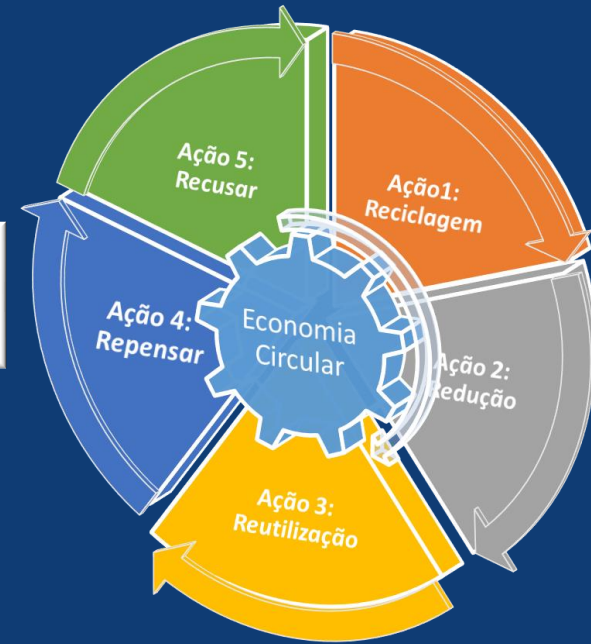 Ação 5:
Recusar
Ação1:
Reciclagem
Economia
Circular
Ação 4:
Repensar
Ação 2:
Redução
Ação 3:
Reutilização